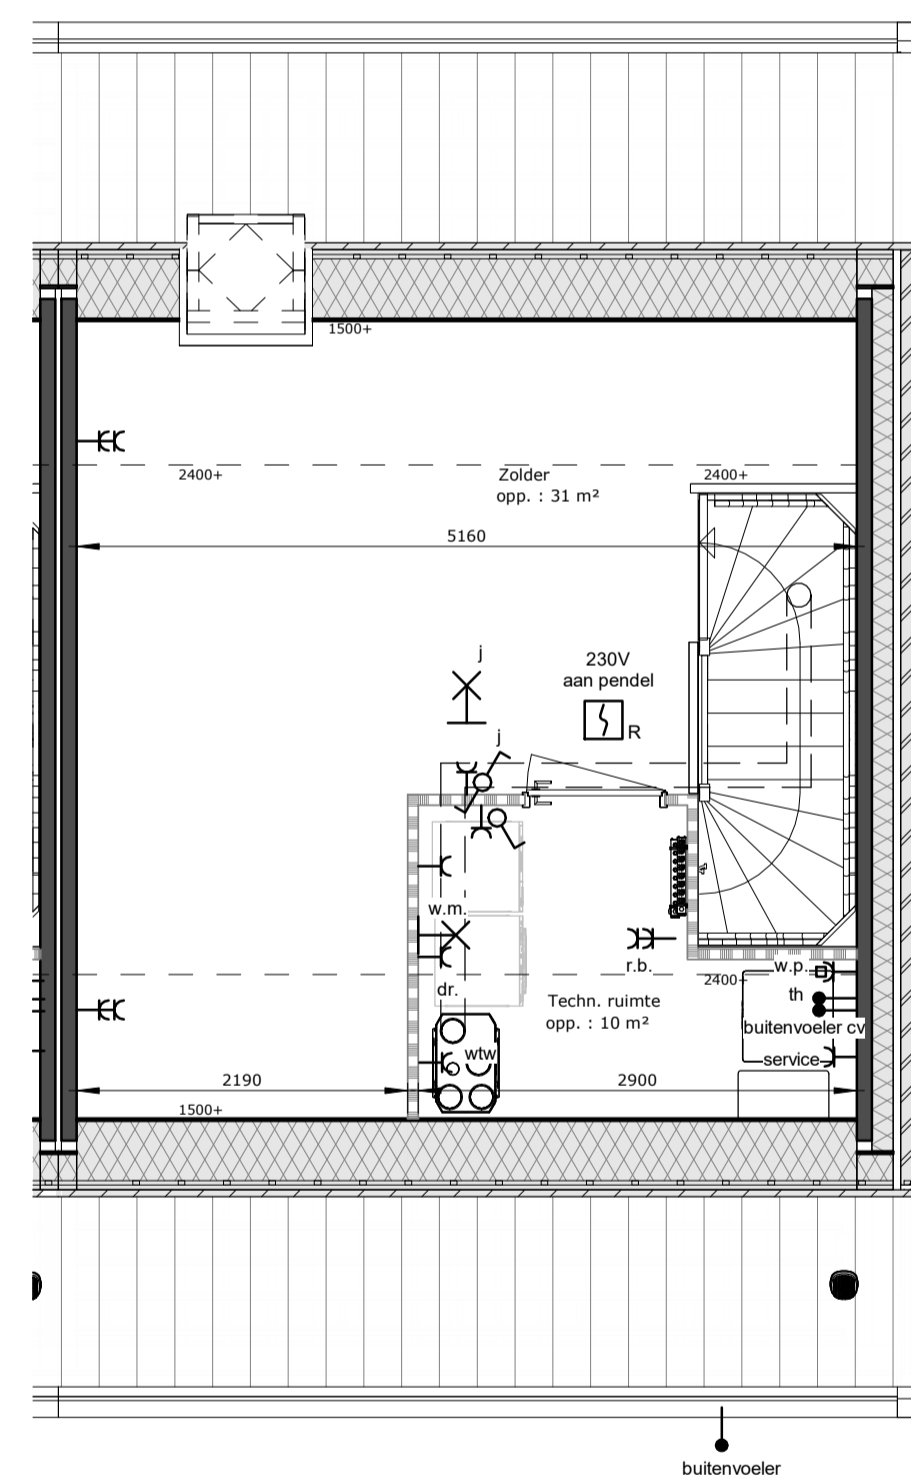 1500+
2400+
Zolder
opp. : 31 m²
2400+
5160
j
230V
aan pendel
R
j
w.m.
r.b.
w.p.
2400+
dr.
th
Techn. ruimte
opp. : 10 m²
buitenvoeler cv
wtw
service
2190
2900
1500+
buitenvoeler